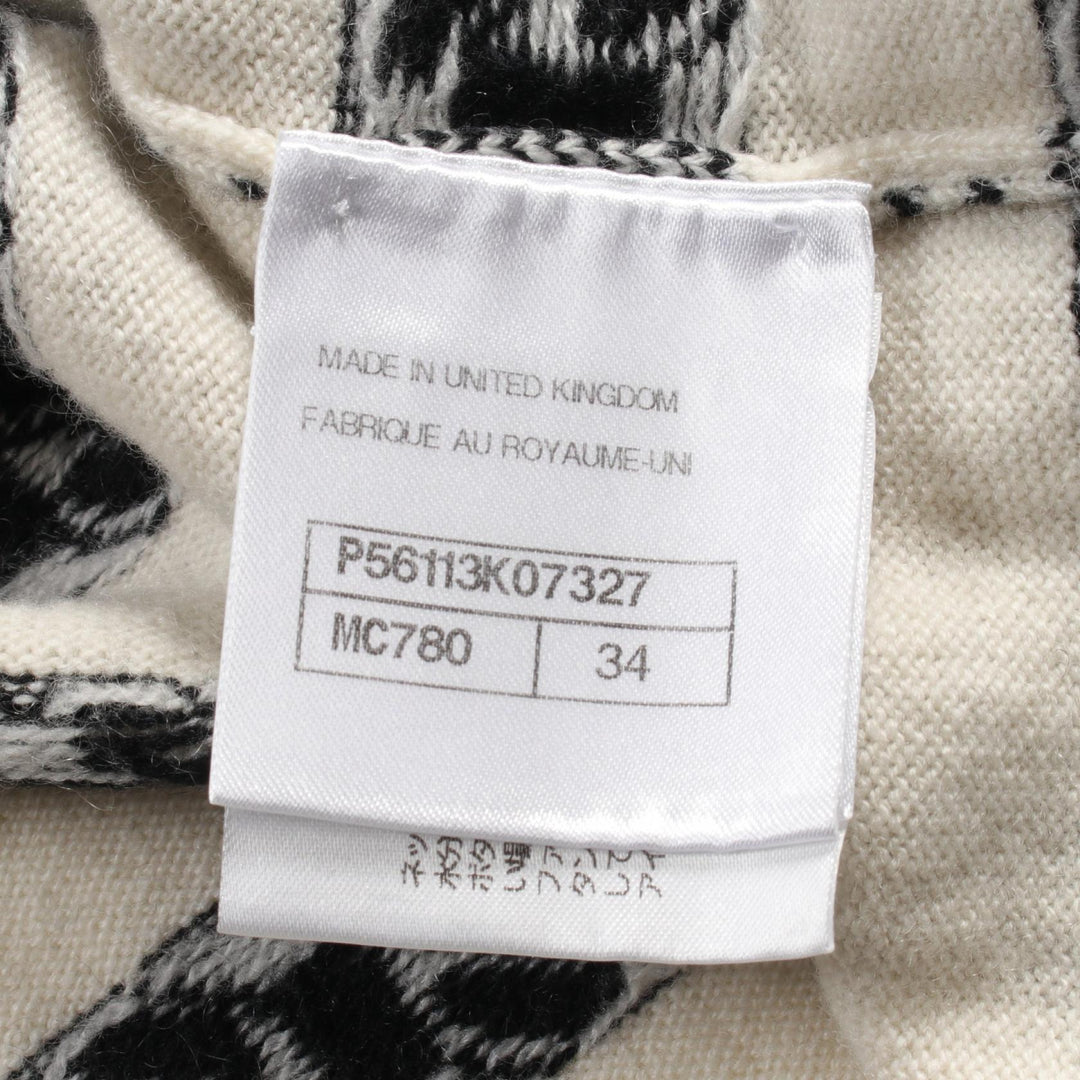 MADE IN UNITED KINGDOM
FABRIQUE AU ROYAUME-UNI
P56113K07327
MC780 34